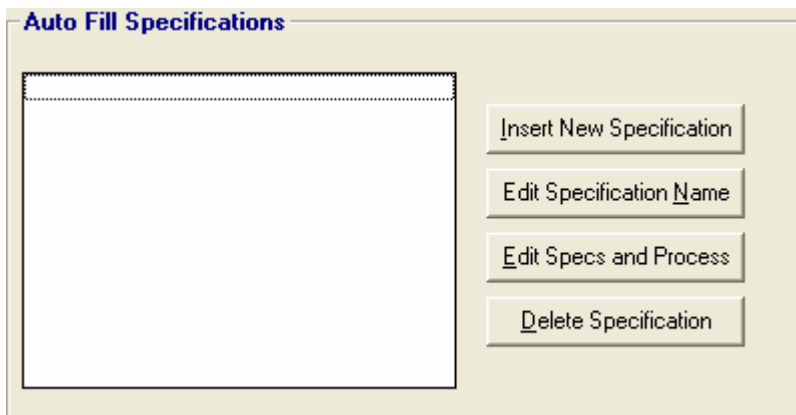 Auto Fill Specifications
Insert New Specification
Edit Specification Name
Edit Specs and Process
Delete Specification